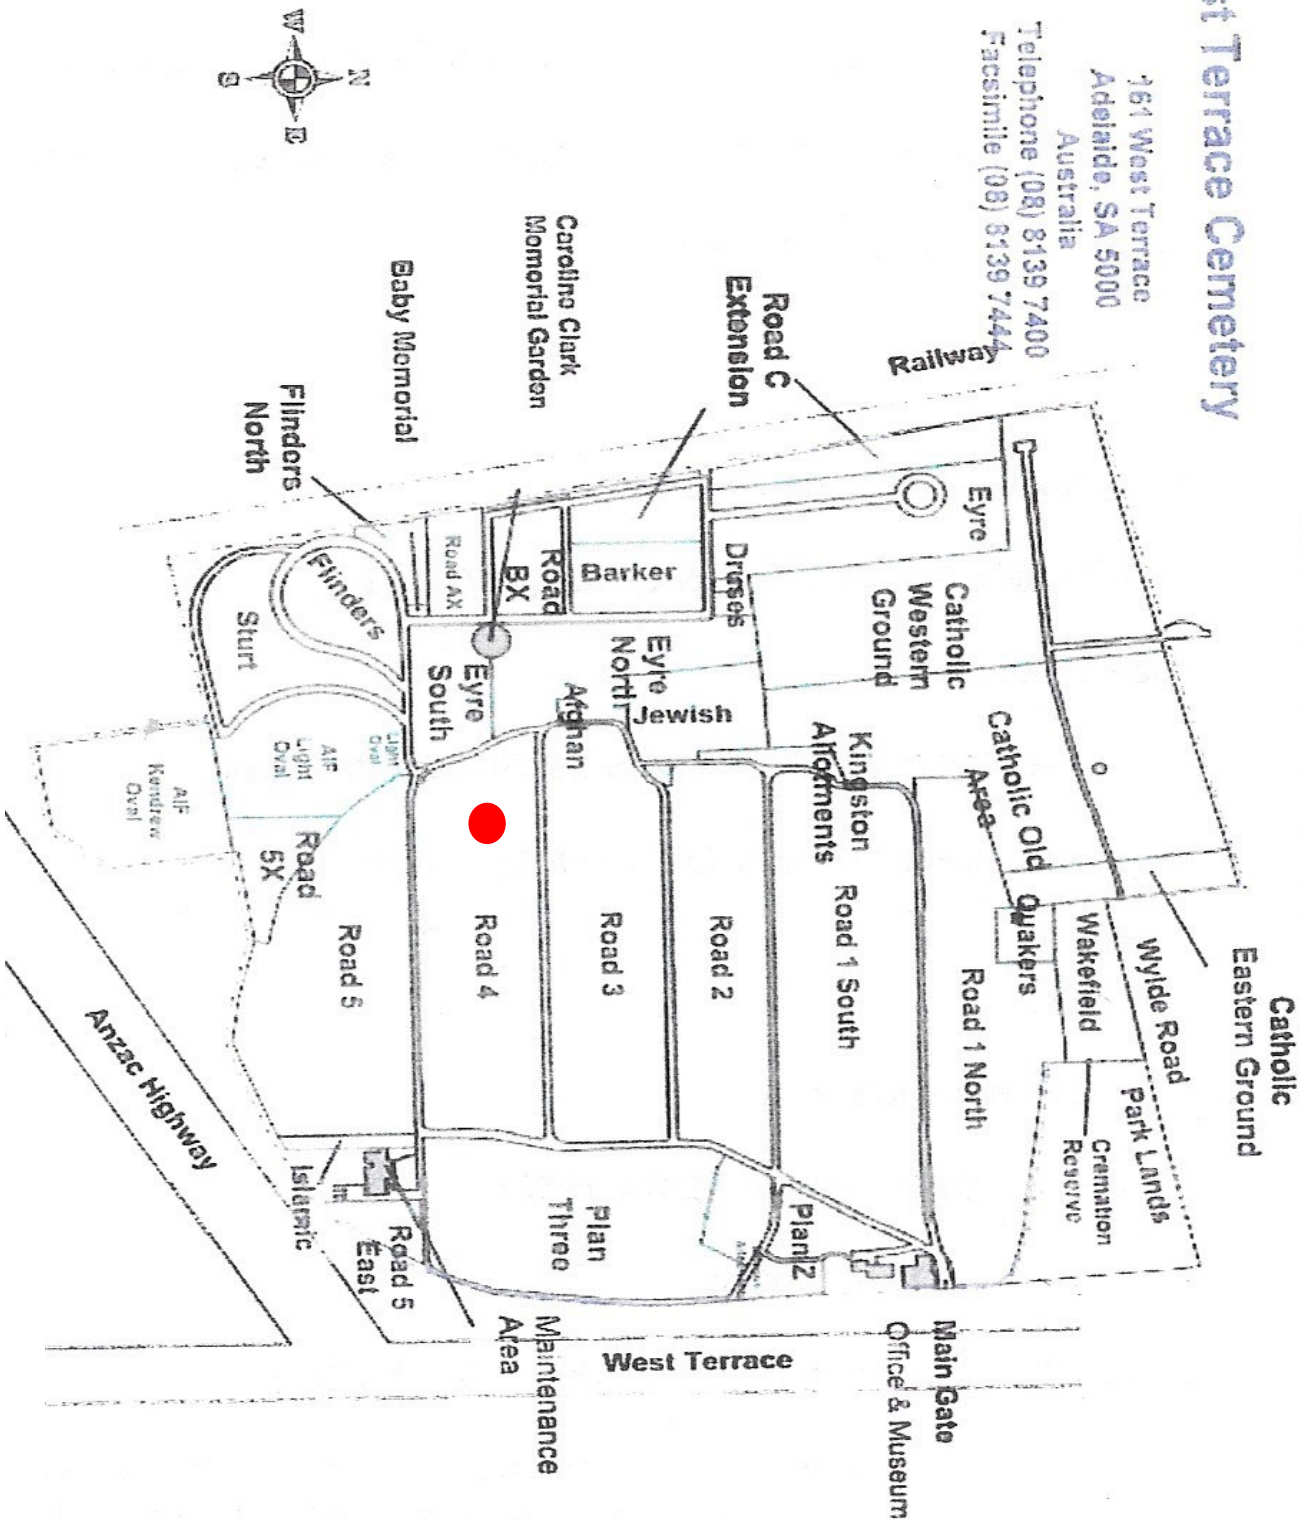 st Terrace Cemetery
161 West Terrace
Adelaide, SA 5000
Australia
Telephone (08) 8139 7400
Facsimile (08) 8139 7444
N
W
E
S
Catholic
Eastern Ground
Wylde Road
Park Lands
Wakefield
Cremation
Reserve
Quakers
Road 1 North
Catholic Old
Area
Eyre
Catholic
Western
Ground
Railway
Kingston
Allotments
Road 1 South
Main Gate
Office & Museum
Road C
Extension
Druses
Plan 2
Road 2
Jewish
Eyre
North
Barker
Road 3
Afghan
Road
BX
Caroline Clark
Memorial Garden
Plan
Three
West Terrace
Road 4
Eyre
South
Road AX
Maintenance
Area
Baby Memorial
Light
Oval
Road 5
East
Road 5
Flinders
Flinders
North
AIF
Light
Oval
Road
5X
Islamic
Sturt
AIF
Kendrew
Oval
Anzac Highway